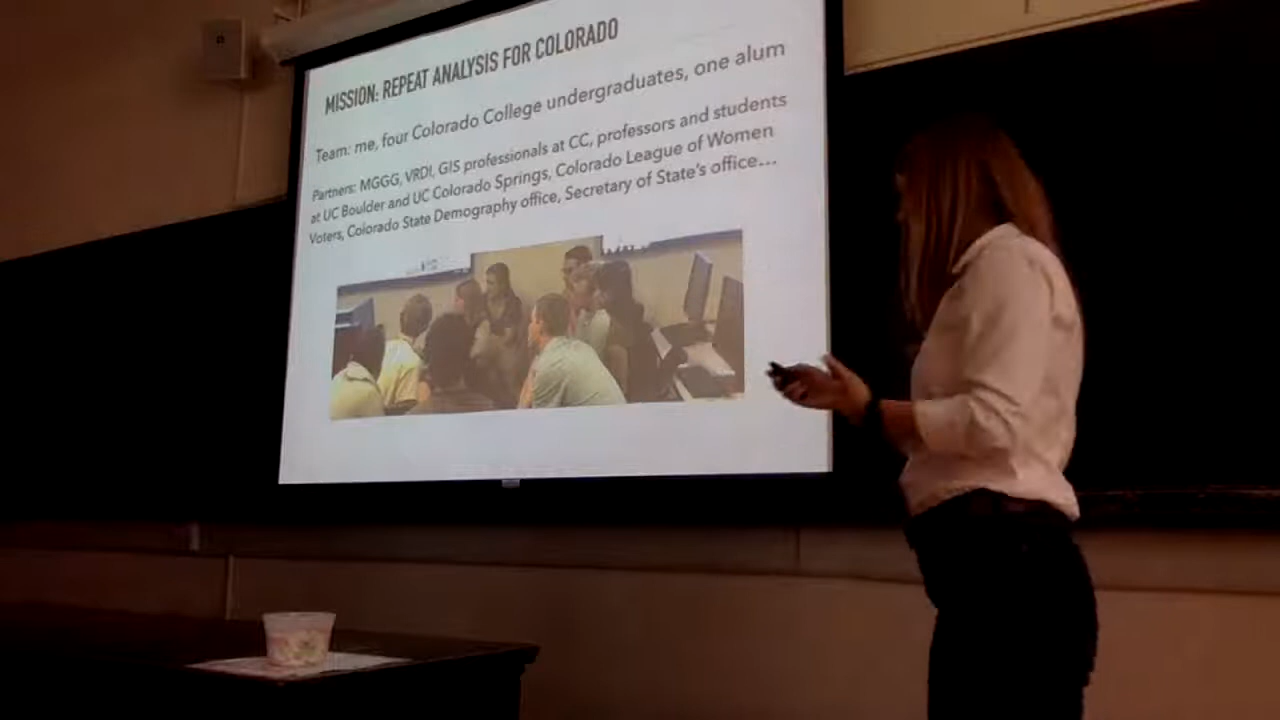 MISSION: REPEAT ANALYSIS FOR COLORADO
Team: me, four Colorado College undergraduates, one alum
Partners: MGGG, VRDI, GIS professionals at CC, professors and students
at UC Boulder and UC Colorado Springs, Colorado League of Women
Voters, Colorado State Demography office, Secretary of State's office...